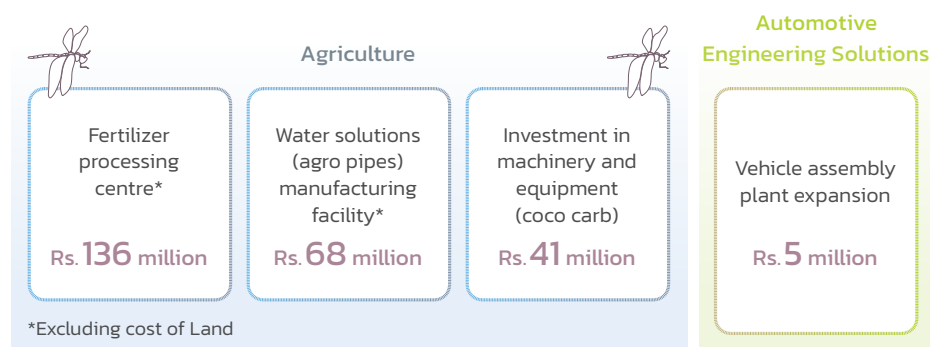 Agriculture
Automotive
Engineering Solutions
Fertilizer
processing
centre*
Rs. 136 million
Water solutions
(agro pipes)
manufacturing
facility*
Rs. 68 million
Investment in
machinery and
equipment
(coco carb)
Rs. 41 million
Vehicle assembly
plant expansion
Rs. 5 million
*Excluding cost of Land